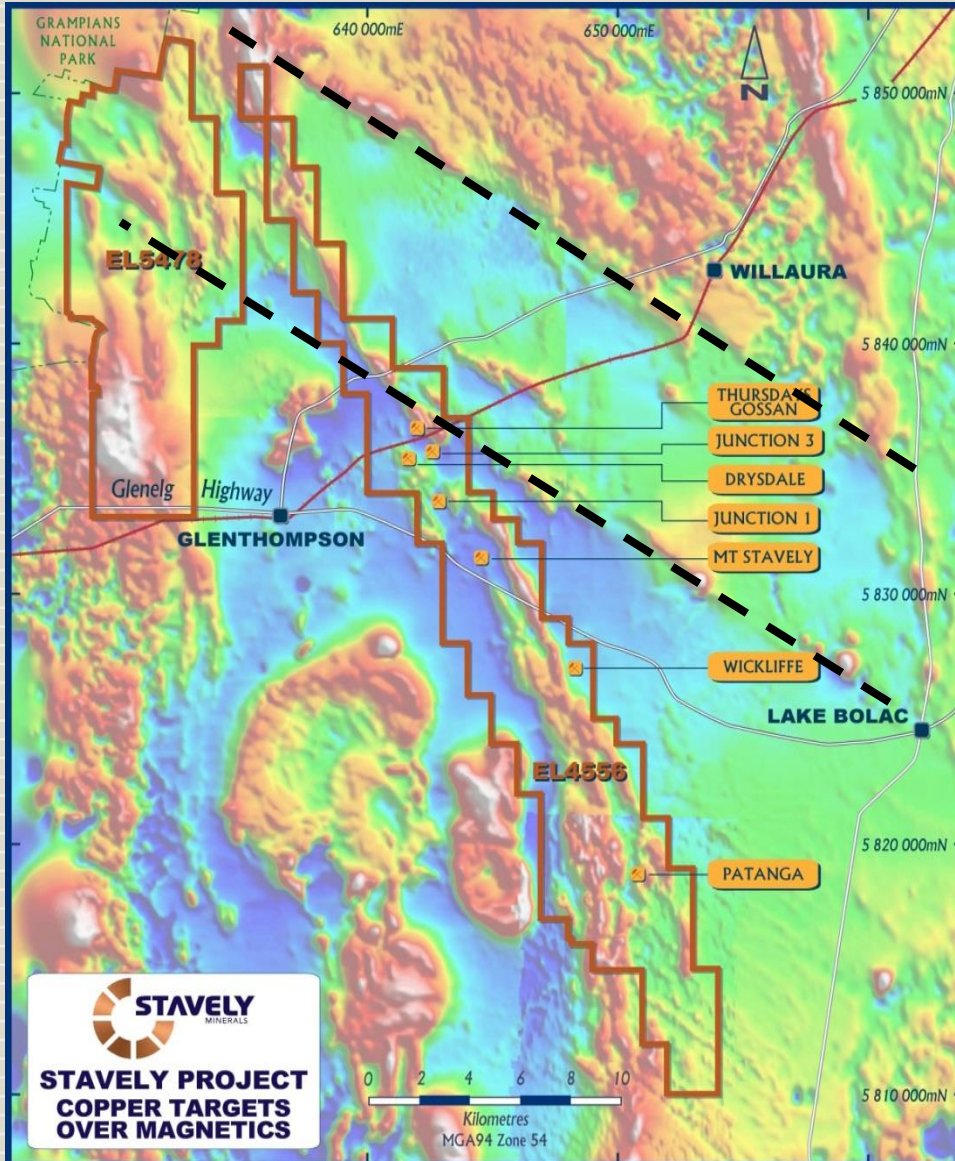 GRAMPIANS
NATIONAL
PARK
640 000mE
650 000mE
N
5 850 000mN
EL5478
WILLAURA
5 840 000mN
THURSDAYS
GOSSAN
JUNCTION 3
DRYSDALE
JUNCTION 1
Glenelg Highway
GLENTHOMPSON
MT STAVELY
5 830 000mN
WICKLIFFE
LAKE BOLAC
EL4556
5 820 000mN
PATANGA
STAVELY
MINERALS
STAVELY PROJECT
COPPER TARGETS
OVER MAGNETICS
0 2 4 6 8 10
Kilometres
MGA94 Zone 54
5 810 000mN